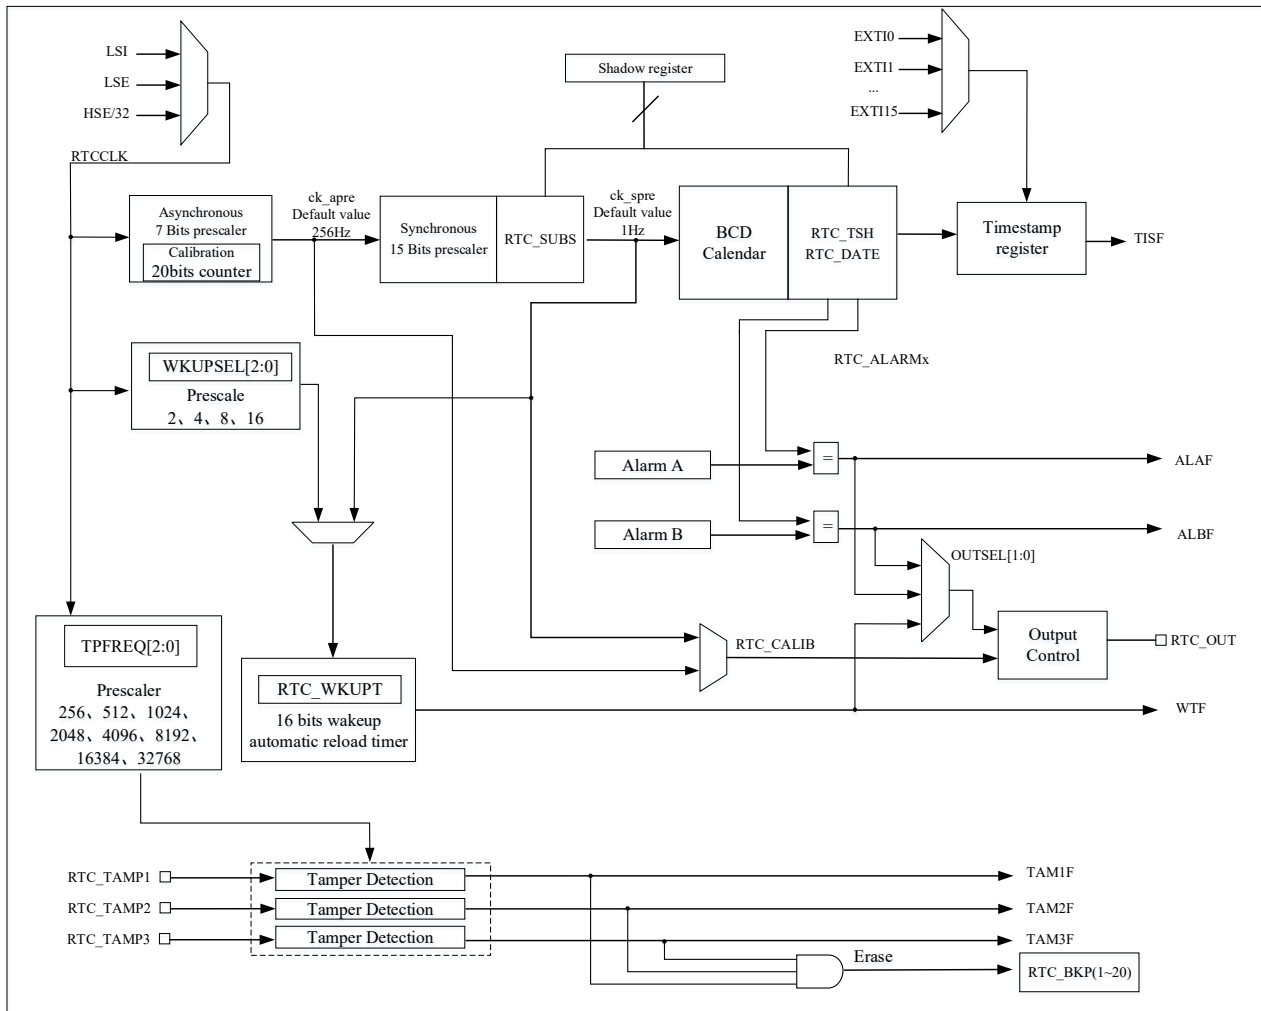 LSI
LSE
HSE/32
RTCCLK
Shadow register
EXTI0
EXTI1
...
EXTI15
Asynchronous
7 Bits prescaler
Calibration
20bits counter
ck_apre
Default value
256Hz
Synchronous
15 Bits prescaler
RTC_SUBS
ck_spre
Default value
1Hz
BCD
Calendar
RTC_TSH
RTC_DATE
Timestamp
register
TISF
WKUPSEL[2:0]
Prescale
2、4、8、16
RTC_ALARMx
Alarm A
=
ALAF
Alarm B
=
ALBF
OUTSEL[1:0]
TPFREQ[2:0]
Prescaler
256、512、1024、
2048、4096、8192、
16384、32768
RTC_WKUPT
16 bits wakeup
automatic reload timer
RTC_CALIB
Output
Control
RTC_OUT
WTF
RTC_TAMP1
Tamper Detection
TAM1F
RTC_TAMP2
Tamper Detection
TAM2F
RTC_TAMP3
Tamper Detection
TAM3F
Erase
RTC_BKP(1~20)